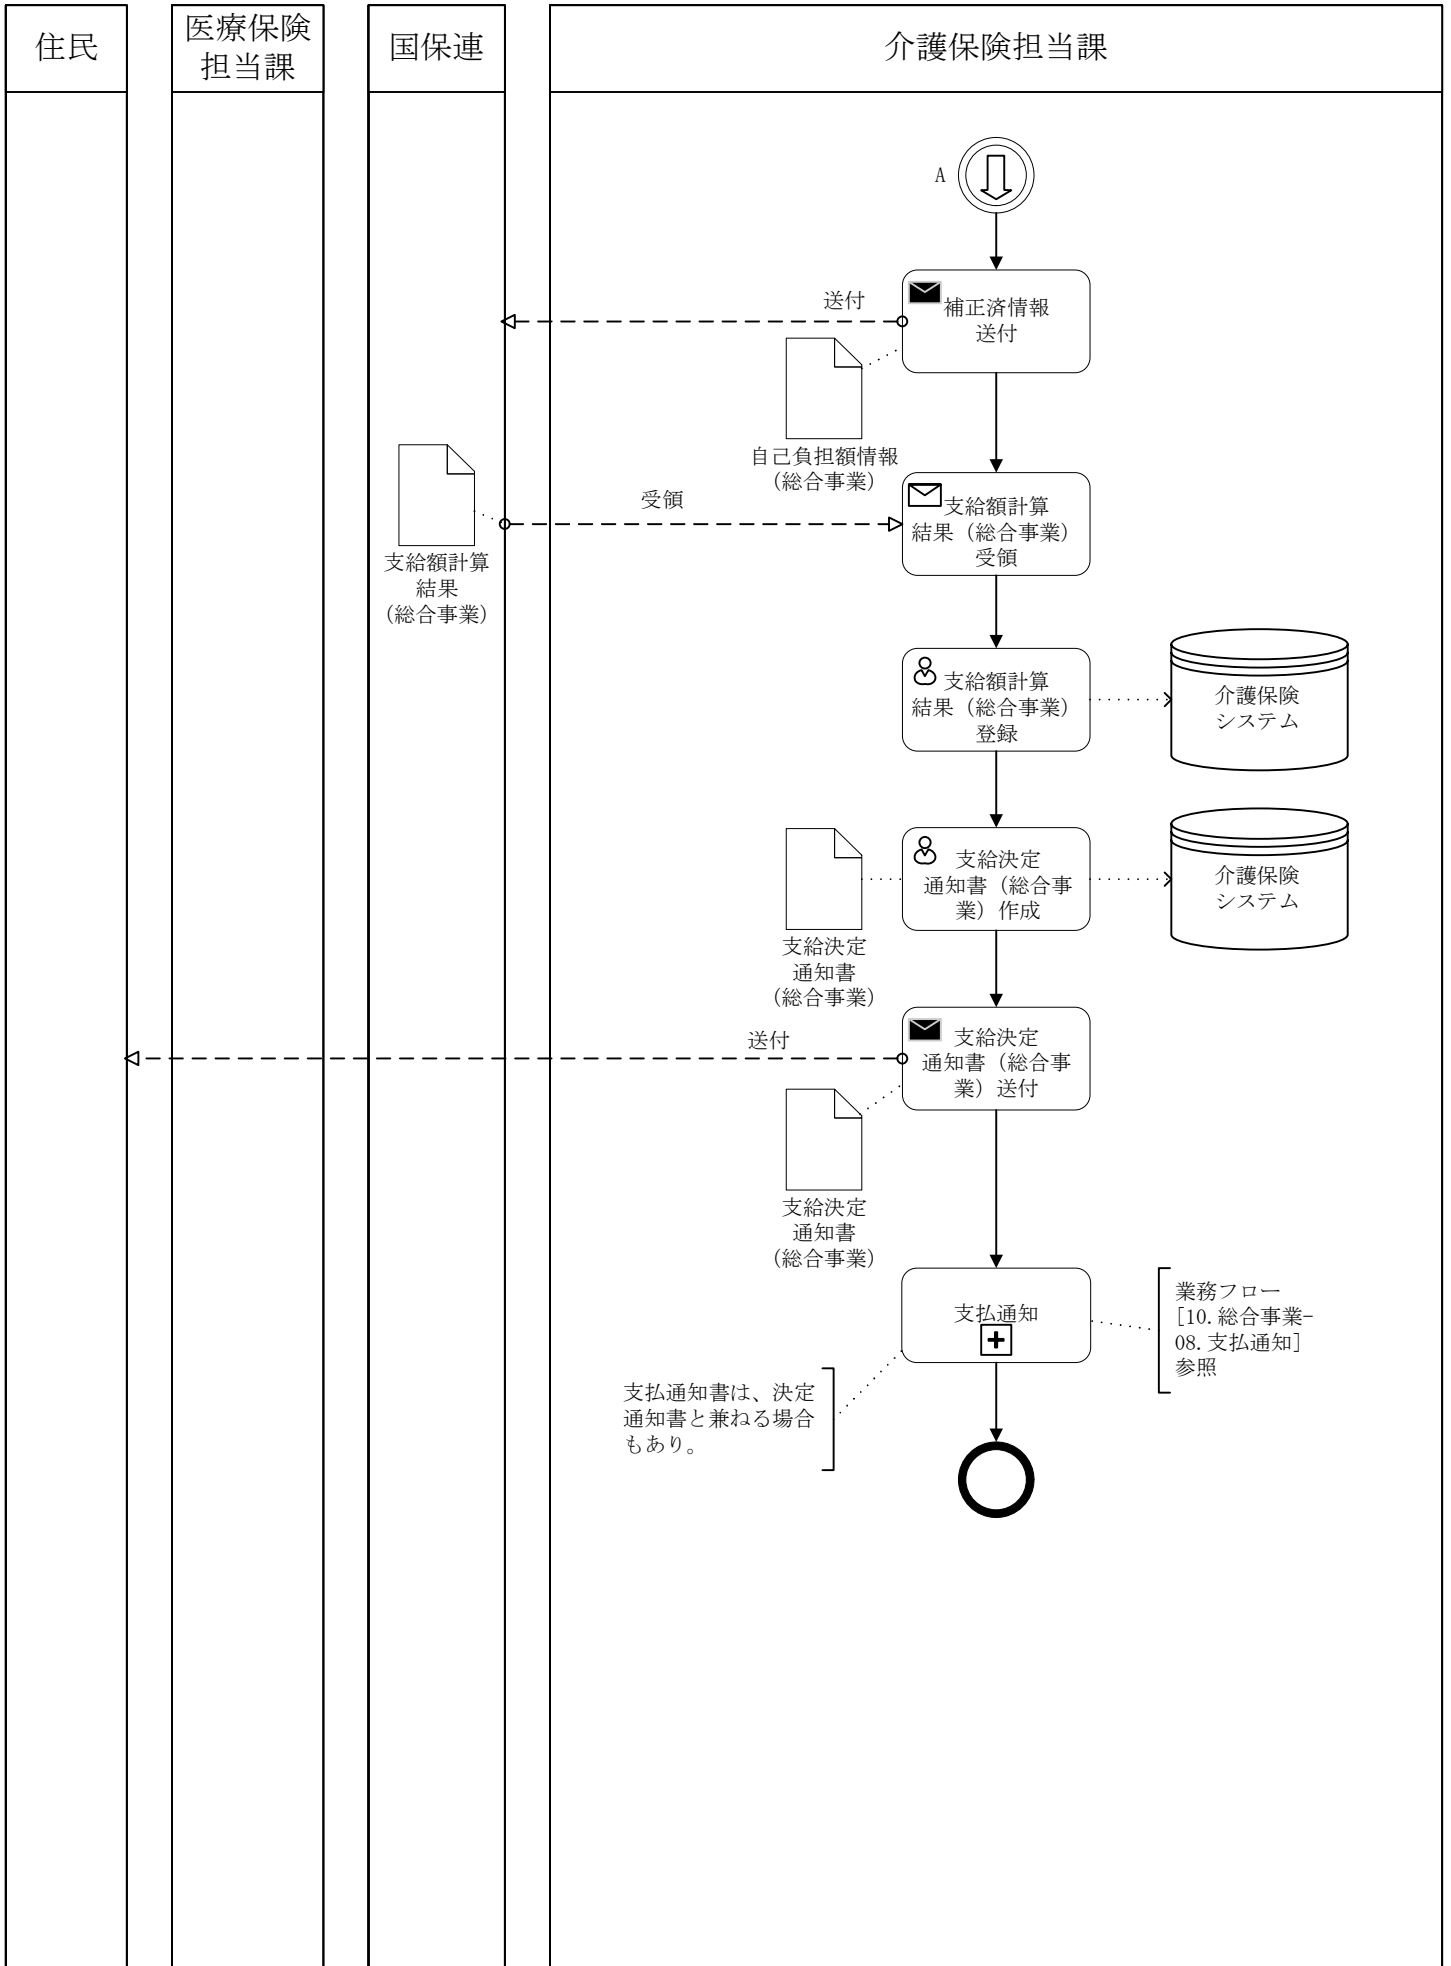 住民
医療保険
担当課
国保連
介護保険担当課
A
送付
補正済情報
送付
自己負担額情報
（総合事業）
受領
支給額計算
結果（総合事業）
受領
支給額計算
結果
（総合事業）
支給額計算
結果（総合事業）
登録
介護保険
システム
支給決定
通知書（総合事
業）作成
介護保険
システム
支給決定
通知書
（総合事業）
送付
支給決定
通知書（総合事
業）送付
支給決定
通知書
（総合事業）
支払通知
業務フロー
[10.総合事業-
08.支払通知]
参照
支払通知書は、決定
通知書と兼ねる場合
もあり。